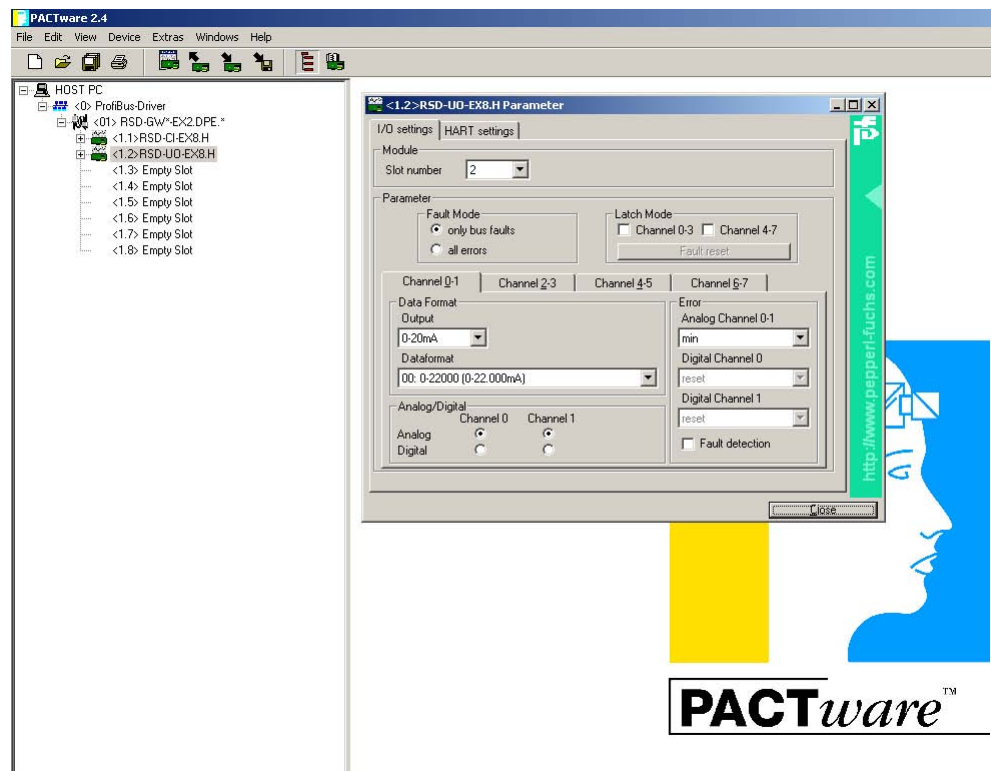 PACTware 2.4
File Edit View Device Extras Windows Help
HOST PC
<0> ProfiBus-Driver
<01> RSD-GW*-EX2.DPE.*
<1.1>RSD-CI-EX8.H
<1.2>RSD-UO-EX8.H
<1.3> Empty Slot
<1.4> Empty Slot
<1.5> Empty Slot
<1.6> Empty Slot
<1.7> Empty Slot
<1.8> Empty Slot
<1.2>RSD-UO-EX8.H Parameter
I/O settings HART settings
Module
Slot number 2
Parameter
Fault Mode
only bus faults
all errors
Latch Mode
Channel 0-3 Channel 4-7
Fault reset
Channel 0-1 Channel 2-3 Channel 4-5 Channel 6-7
Data Format
Output
0-20mA
Dataformat
00: 0-22000 (0-22.000mA)
Analog/Digital
Channel 0 Channel 1
Analog
Digital
Error
Analog Channel 0-1
min
Digital Channel 0
reset
Digital Channel 1
reset
Fault detection
http://www.pepperl-fuchs.com
Close
PACTware™